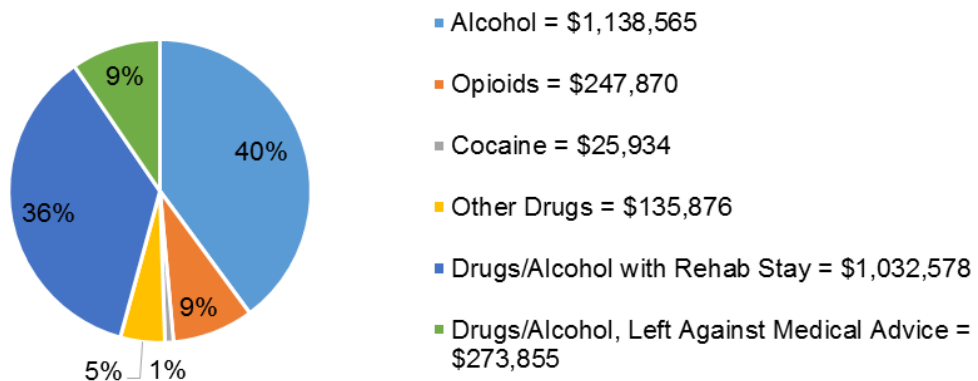 Alcohol = $1,138,565
9%
Opioids = $247,870
40%
Cocaine = $25,934
36%
Other Drugs = $135,876
Drugs/Alcohol with Rehab Stay = $1,032,578
9%
Drugs/Alcohol, Left Against Medical Advice =
$273,855
5%
1%